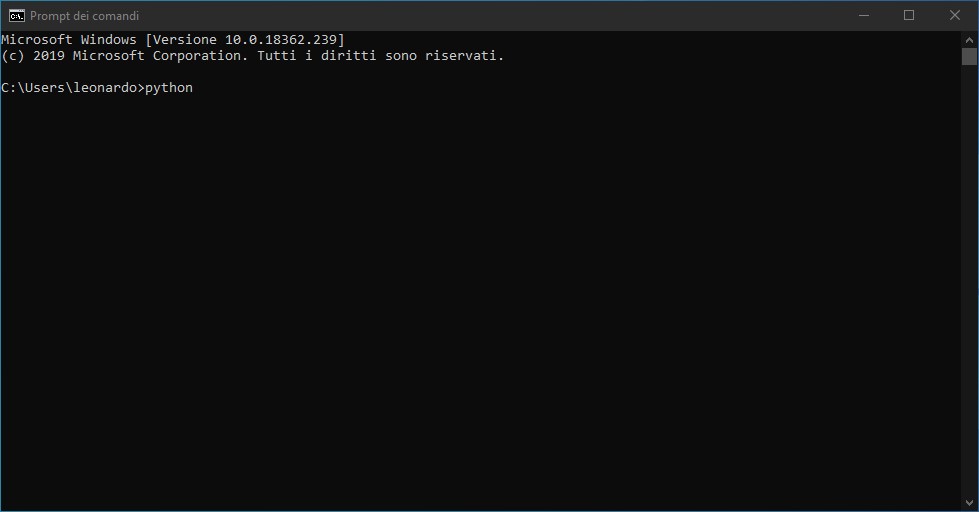 Prompt dei comandi
Microsoft Windows [Versione 10.0.18362.239]
(c) 2019 Microsoft Corporation. Tutti i diritti sono riservati.
C:\Users\leonardo>python